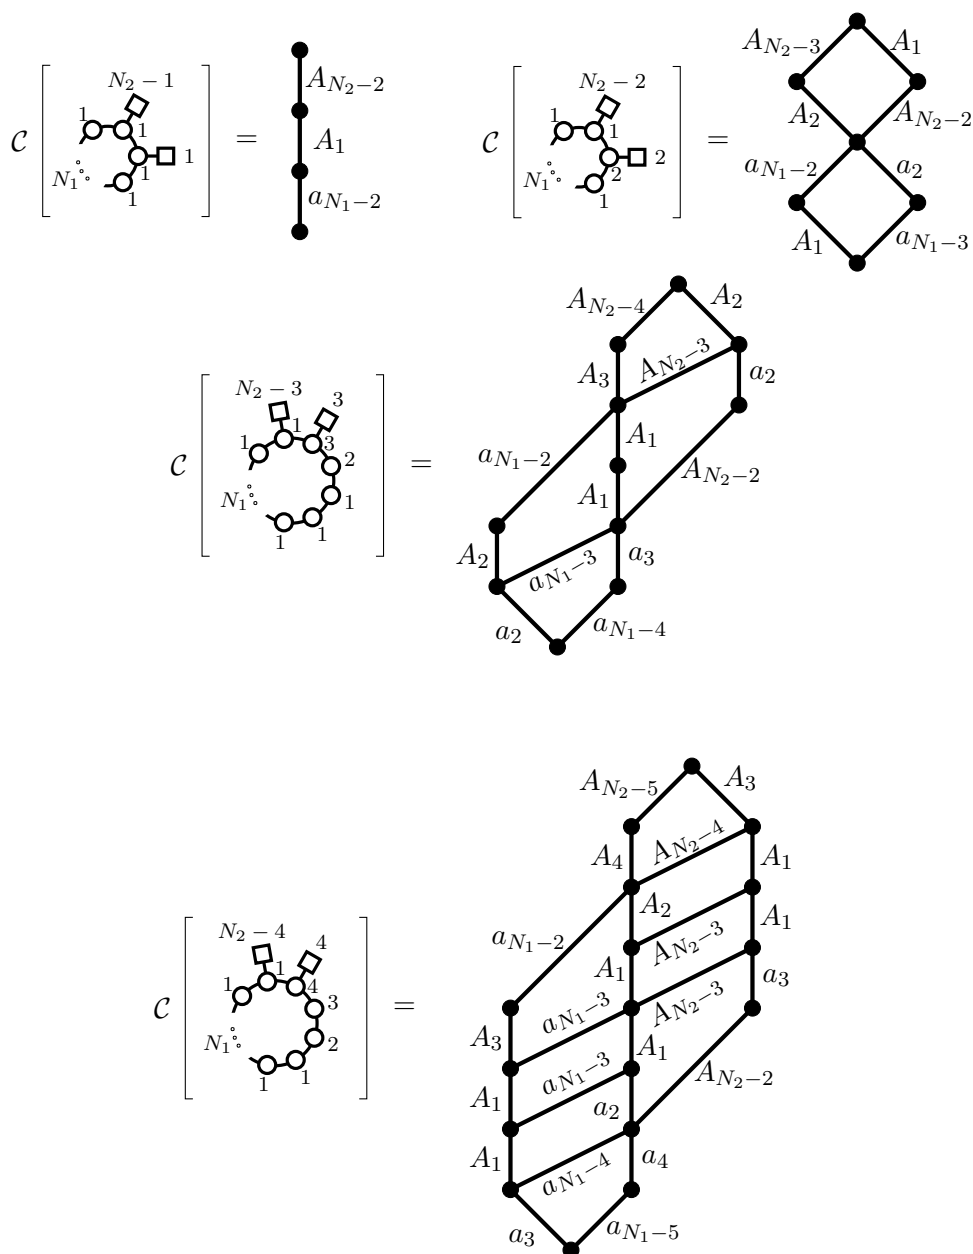 N_2 − 1
A_{N_2−2}
1
1
C
1
=
A_1
N_1
1
a_{N_1−2}
1
N_2 − 2
A_{N_2−3} A_1
1
1
C
2
=
A_2 A_{N_2−2}
N_1
2
a_{N_1−2} a_2
1
A_1 a_{N_1−3}
A_{N_2−4} A_2
N_2 − 3 3
A_3 A_{N_2−3} a_2
1 1 3
2
C
=
a_{N_1−2} A_1 A_{N_2−2}
N_1
1
A_1
1 1
A_2 a_{N_1−3} a_3
a_2 a_{N_1−4}
A_{N_2−5} A_3
A_4 A_{N_2−4} A_1
N_2 − 4 4
a_{N_1−2} A_2 A_{N_2−3} A_1
1 1 4
3
C
=
A_1 A_{N_2−3} a_3
N_1
2
A_3 a_{N_1−3} A_1 A_{N_2−2}
1 1
A_1 a_{N_1−3} a_2
A_1 a_{N_1−4} a_4
a_3 a_{N_1−5}